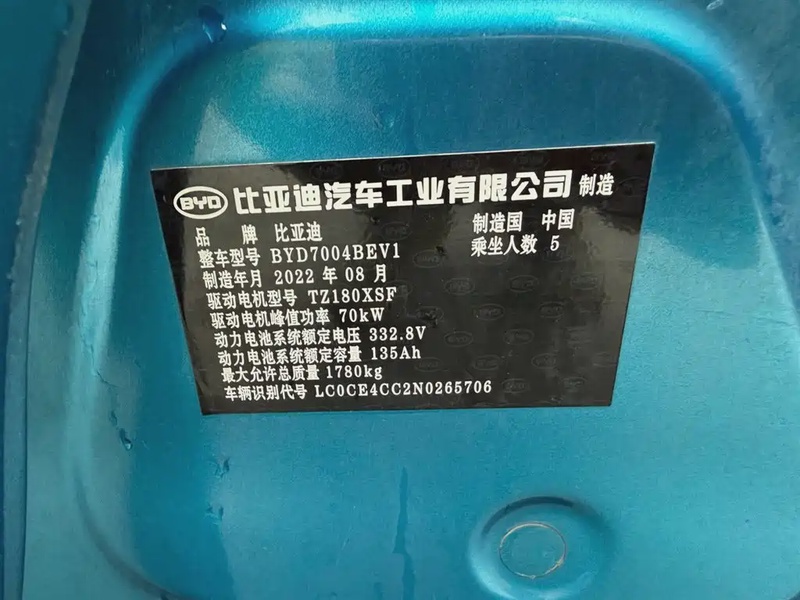 BYD 比亚迪汽车工业有限公司 制造
品 牌 比亚迪 制造国 中国
整车型号 BYD7004BEV1 乘坐人数 5
制造年月 2022 年 08 月
驱动电机型号 TZ180XSF
驱动电机峰值功率 70kW
动力电池系统额定电压 332.8V
动力电池系统额定容量 135Ah
最大允许总质量 1780kg
车辆识别代号 LC0CE4CC2N0265706